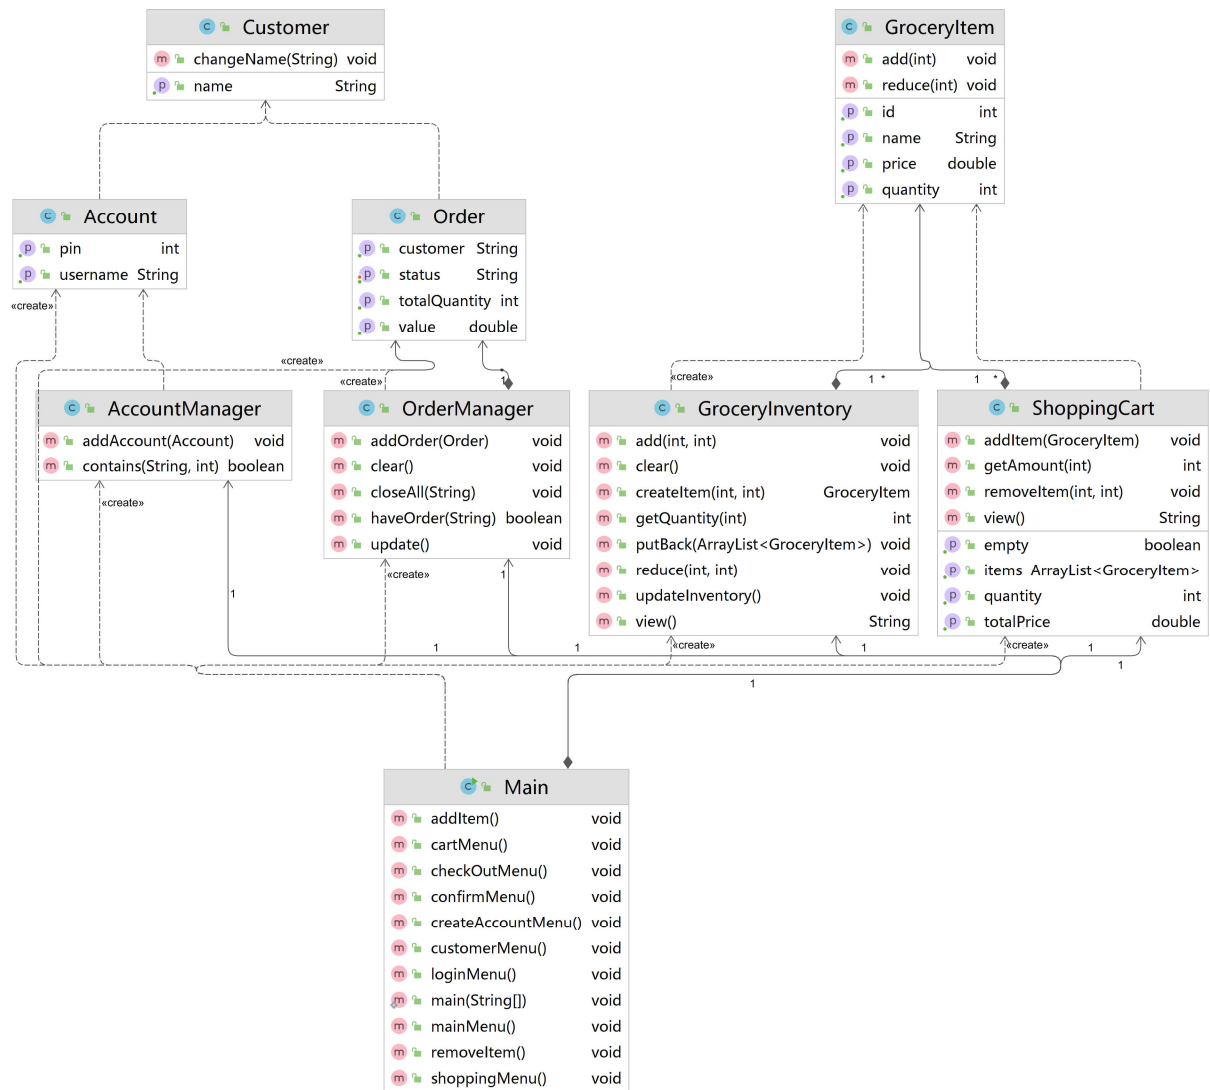 Customer
changeName(String) void
name String
GroceryItem
add(int) void
reduce(int) void
id int
name String
price double
quantity int
Account
pin int
username String
Order
customer String
status String
totalQuantity int
value double
«create»
«create»
«create»
1
«create»
1 *
1 *
AccountManager
addAccount(Account) void
contains(String, int) boolean
OrderManager
addOrder(Order) void
clear() void
closeAll(String) void
haveOrder(String) boolean
update() void
GroceryInventory
add(int, int) void
clear() void
createItem(int, int) GroceryItem
getQuantity(int) int
putBack(ArrayList<GroceryItem>) void
reduce(int, int) void
updateInventory() void
view() String
ShoppingCart
addItem(GroceryItem) void
getAmount(int) int
removeItem(int, int) void
view() String
empty boolean
items ArrayList<GroceryItem>
quantity int
totalPrice double
«create»
«create»
1
1
1
1
«create»
1
«create»
1
1
1
Main
addItem() void
cartMenu() void
checkOutMenu() void
confirmMenu() void
createAccountMenu() void
customerMenu() void
loginMenu() void
main(String[]) void
mainMenu() void
removeItem() void
shoppingMenu() void